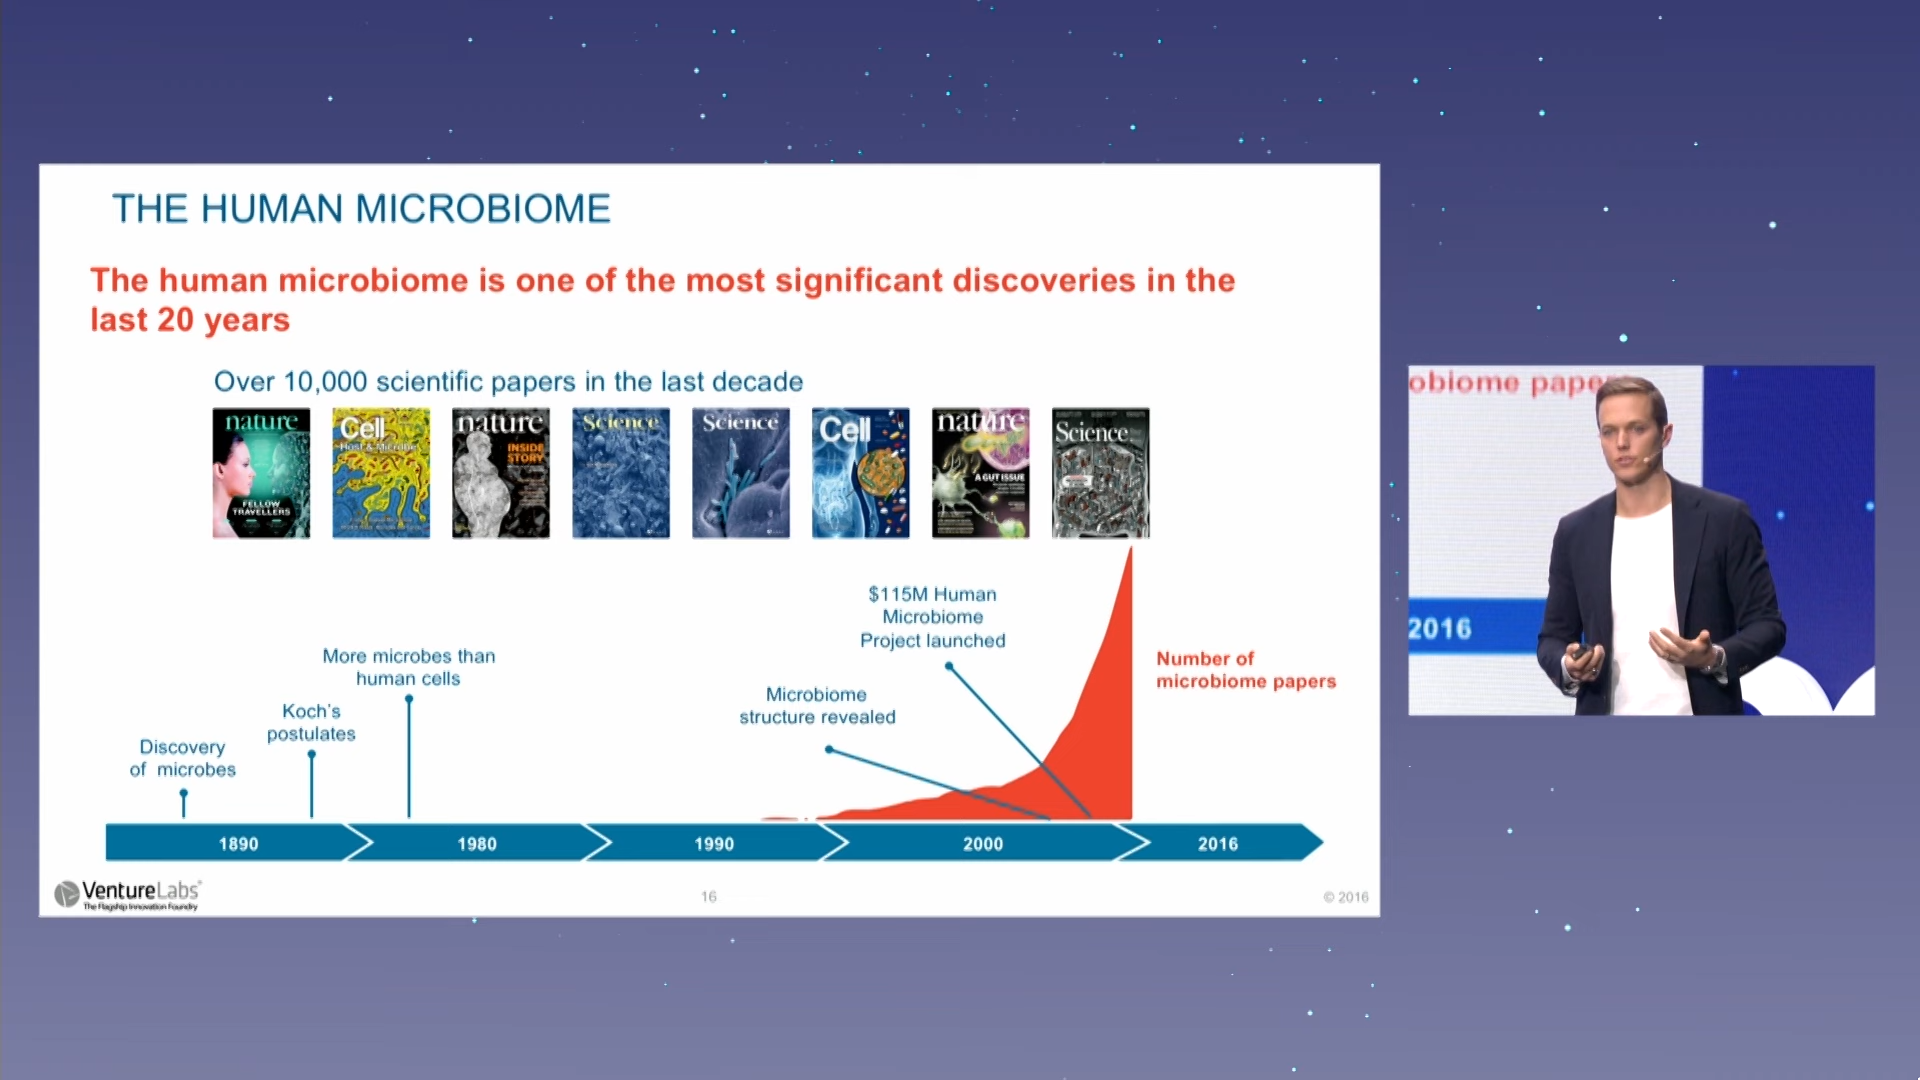 THE HUMAN MICROBIOME
The human microbiome is one of the most significant discoveries in the
last 20 years
Over 10,000 scientific papers in the last decade
nature
FELLOW
TRAVELLERS
Cell
Host & Microbe
nature
INSIDE
STORY
Science
Science
Cell
nature
A GUT ISSUE
Science
$115M Human
Microbiome
Project launched
More microbes than
human cells
Number of
microbiome papers
Microbiome
structure revealed
Koch's
postulates
Discovery
of microbes
1890
1980
1990
2000
2016
VentureLabs
The Flagship Innovation Foundry
16
© 2016
obiome paper
2016